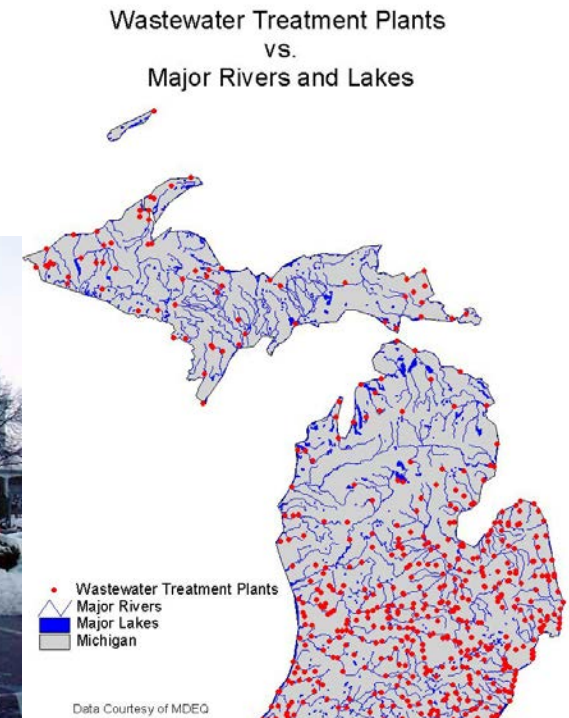 Wastewater Treatment Plants
vs.
Major Rivers and Lakes
Wastewater Treatment Plants
Major Rivers
Major Lakes
Michigan
Data Courtesy of MDEQ